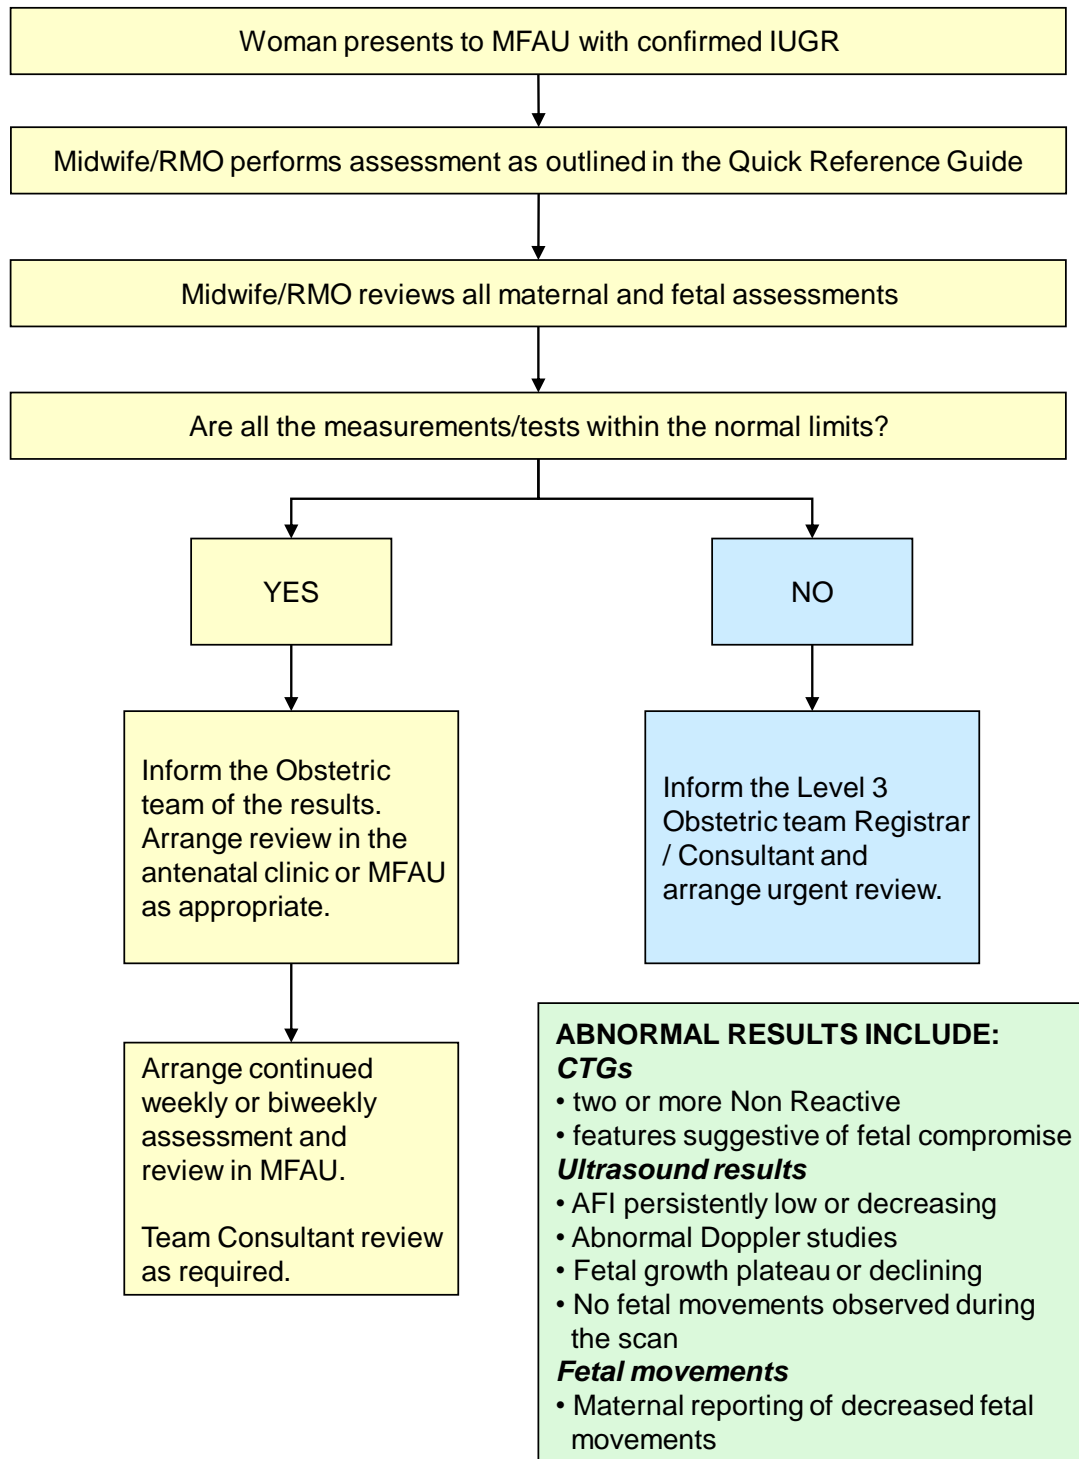 Woman presents to MFAU with confirmed IUGR
Midwife/RMO performs assessment as outlined in the Quick Reference Guide
Midwife/RMO reviews all maternal and fetal assessments
Are all the measurements/tests within the normal limits?
YES
NO
Inform the Obstetric
team of the results.
Arrange review in the
antenatal clinic or MFAU
as appropriate.
Inform the Level 3
Obstetric team Registrar
/ Consultant and
arrange urgent review.
Arrange continued
weekly or biweekly
assessment and
review in MFAU.
Team Consultant review
as required.
ABNORMAL RESULTS INCLUDE:
CTGs
• two or more Non Reactive
• features suggestive of fetal compromise
Ultrasound results
• AFI persistently low or decreasing
• Abnormal Doppler studies
• Fetal growth plateau or declining
• No fetal movements observed during
the scan
Fetal movements
• Maternal reporting of decreased fetal
movements